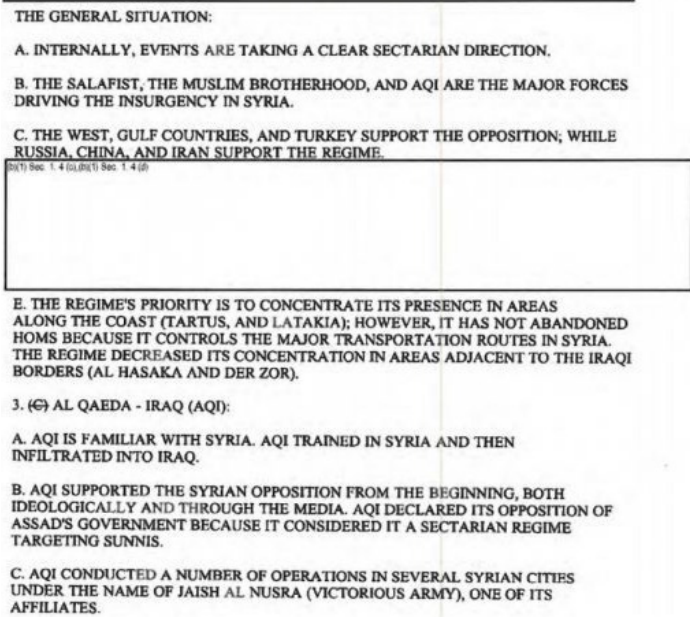 THE GENERAL SITUATION:
A. INTERNALLY, EVENTS ARE TAKING A CLEAR SECTARIAN DIRECTION.
B. THE SALAFIST, THE MUSLIM BROTHERHOOD, AND AQI ARE THE MAJOR FORCES
DRIVING THE INSURGENCY IN SYRIA.
C. THE WEST, GULF COUNTRIES, AND TURKEY SUPPORT THE OPPOSITION; WHILE
RUSSIA, CHINA, AND IRAN SUPPORT THE REGIME.
(b)(1) Sec. 1. 4 (c),(b)(1) Sec. 1. 4 (d)
E. THE REGIME'S PRIORITY IS TO CONCENTRATE ITS PRESENCE IN AREAS
ALONG THE COAST (TARTUS, AND LATAKIA); HOWEVER, IT HAS NOT ABANDONED
HOMS BECAUSE IT CONTROLS THE MAJOR TRANSPORTATION ROUTES IN SYRIA.
THE REGIME DECREASED ITS CONCENTRATION IN AREAS ADJACENT TO THE IRAQI
BORDERS (AL HASAKA AND DER ZOR).
3. (C) AL QAEDA - IRAQ (AQI):
A. AQI IS FAMILIAR WITH SYRIA. AQI TRAINED IN SYRIA AND THEN
INFILTRATED INTO IRAQ.
B. AQI SUPPORTED THE SYRIAN OPPOSITION FROM THE BEGINNING, BOTH
IDEOLOGICALLY AND THROUGH THE MEDIA. AQI DECLARED ITS OPPOSITION OF
ASSAD'S GOVERNMENT BECAUSE IT CONSIDERED IT A SECTARIAN REGIME
TARGETING SUNNIS.
C. AQI CONDUCTED A NUMBER OF OPERATIONS IN SEVERAL SYRIAN CITIES
UNDER THE NAME OF JAISH AL NUSRA (VICTORIOUS ARMY), ONE OF ITS
AFFILIATES.